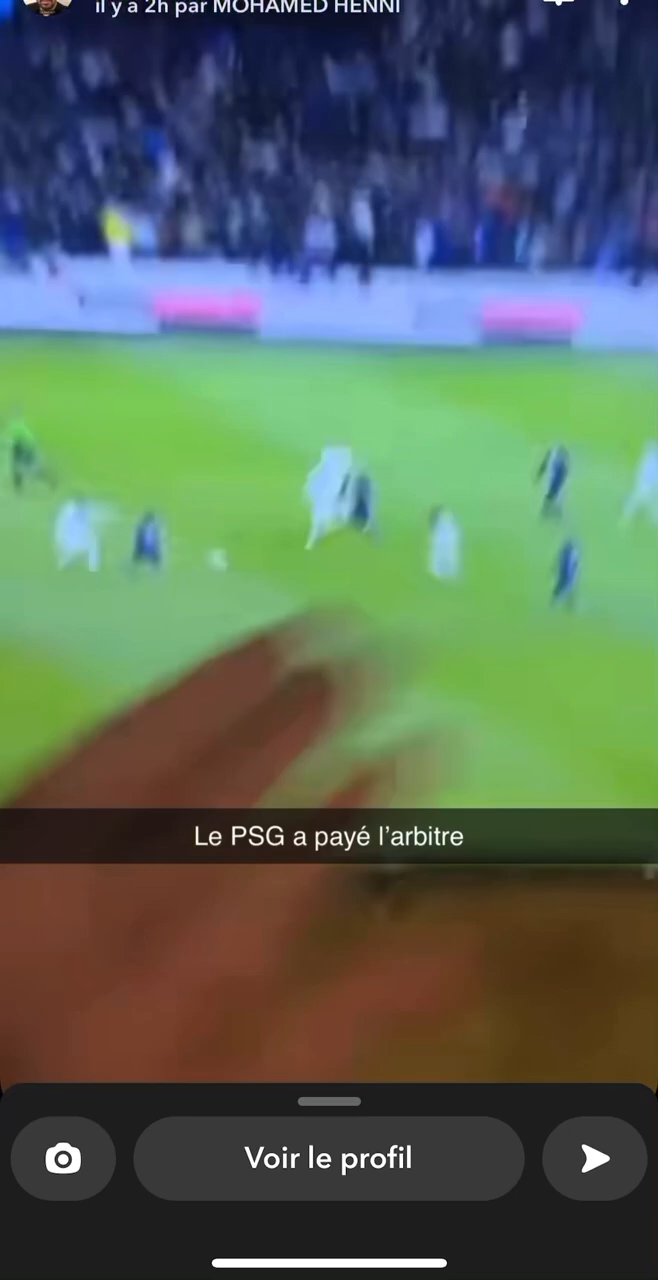 il y a 2h par MOHAMED HENNI
Le PSG a payé l’arbitre
Voir le profil